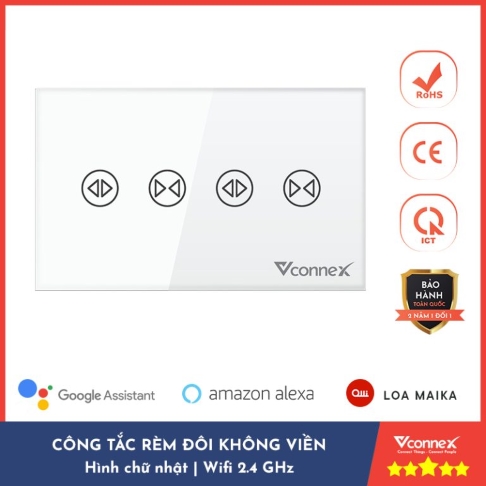 RoHS
CE
ICT
Vconnex
BẢO
HÀNH
TOÀN QUỐC
2 NĂM 1 ĐỔI 1
Google Assistant
amazon alexa
LOA MAIKA
CÔNG TẮC RÈM ĐÔI KHÔNG VIỀN
Hình chữ nhật | Wifi 2.4 GHz
Vconnex
Connect Things - Connect People